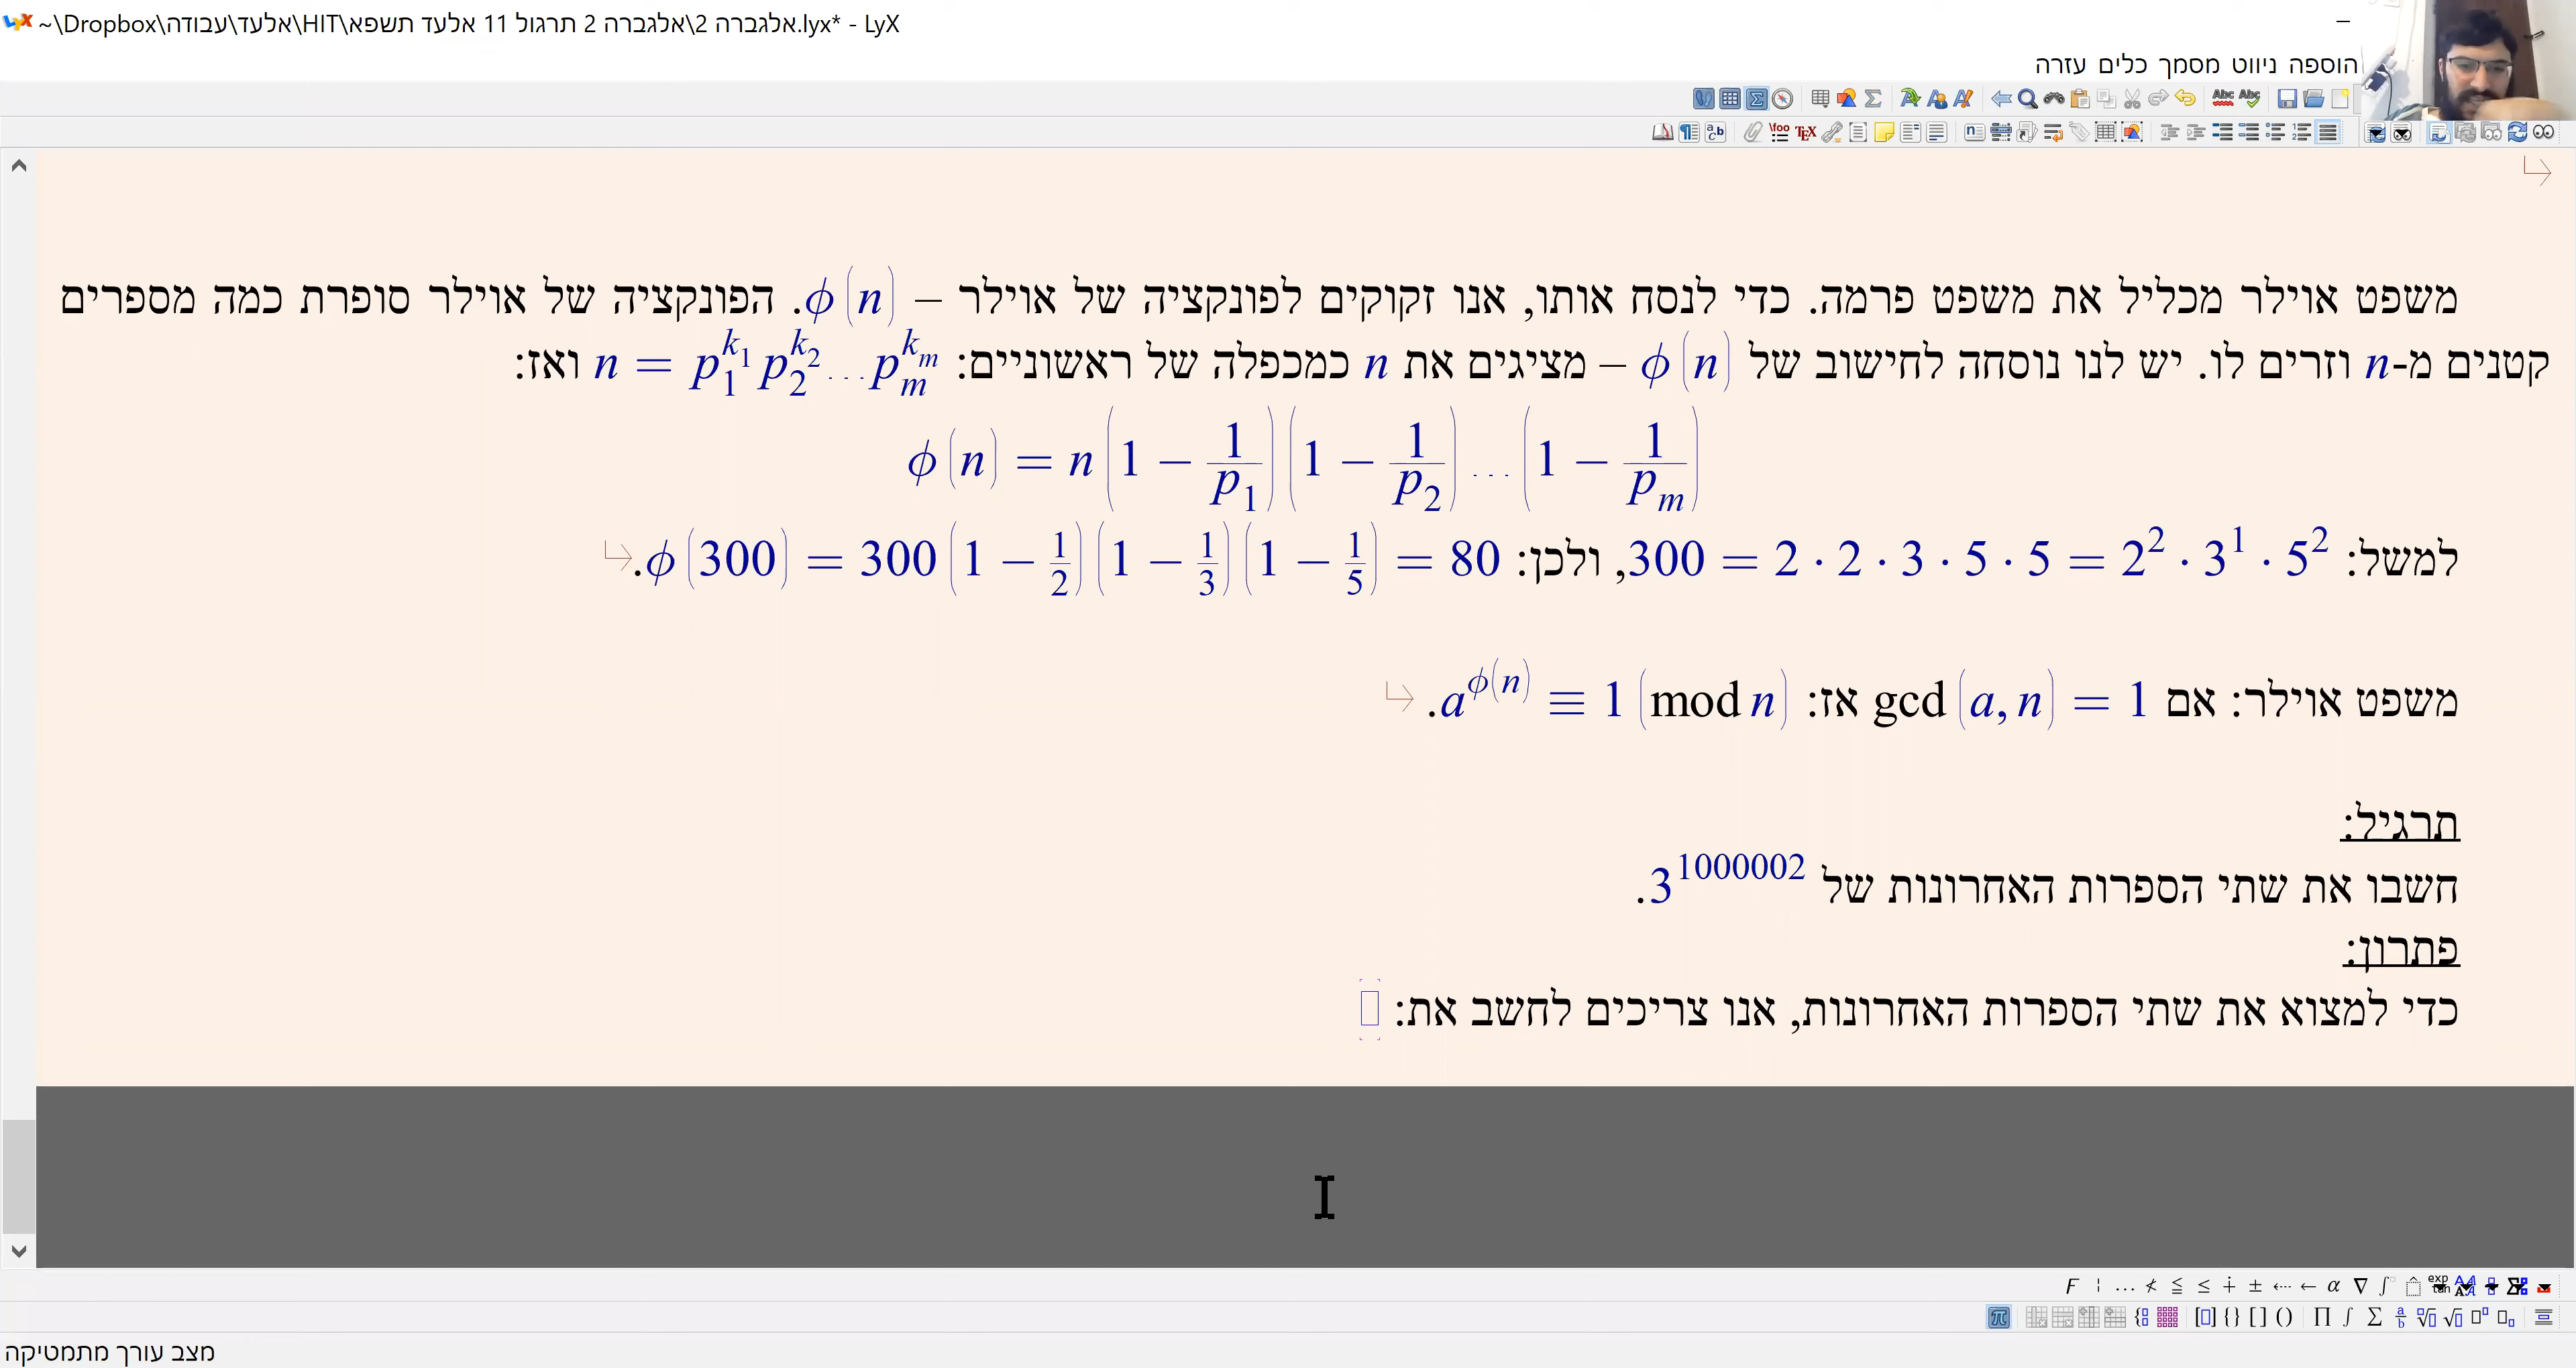 ~\Dropbox\אלגברה 2\אלגברה 2 תרגול 11 אלעד תשפא\HIT\אלעד\עבודה.lyx* - LyX
הוספה ניווט מסמך כלים עזרה
משפט אוילר מכליל את משפט פרמה. כדי לנסח אותו, אנו זקוקים לפונקציה של אוילר – ϕ(n). הפונקציה של אוילר סופרת כמה מספרים
קטנים מ-n וזרים לו. יש לנו נוסחה לחישוב של ϕ(n) – מציגים את n כמכפלה של ראשוניים: n = p_1^{k_1} p_2^{k_2} … p_m^{k_m} ואז:
ϕ(n) = n(1 − 1/p_1)(1 − 1/p_2) … (1 − 1/p_m)
למשל: 300 = 2 · 2 · 3 · 5 · 5 = 2^2 · 3^1 · 5^2, ולכן: ϕ(300) = 300(1 − 1/2)(1 − 1/3)(1 − 1/5) = 80.
משפט אוילר: אם gcd(a, n) = 1 אז: a^{ϕ(n)} ≡ 1 (mod n).
תרגיל:
חשבו את שתי הספרות האחרונות של 3^{1000002}.
פתרון:
כדי למצוא את שתי הספרות האחרונות, אנו צריכים לחשב את:
מצב עורך מתמטיקה